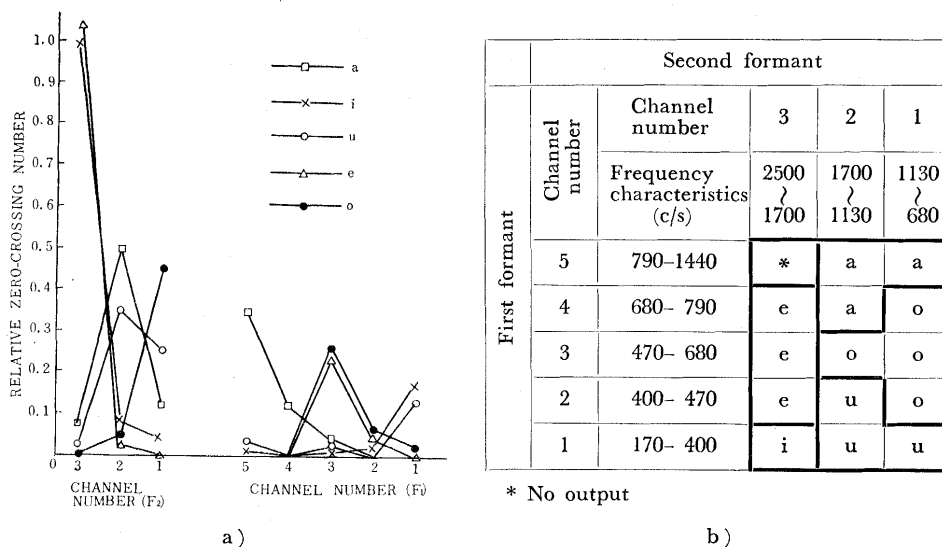 1.0
0.9
0.8
0.7
0.6
0.5
0.4
0.3
0.2
0.1
0
RELATIVE ZERO-CROSSING NUMBER
a
i
u
e
o
3 2 1
CHANNEL
NUMBER (F2)
5 4 3 2 1
CHANNEL NUMBER (F1)
a)
Second formant
First formant
Channel
number
Channel
number
3 2 1
Frequency
characteristics
(c/s)
2500
~
1700
1700
~
1130
1130
~
680
5 790-1440 * a a
4 680- 790 e a o
3 470- 680 e o o
2 400- 470 e u o
1 170- 400 i u u
* No output
b)